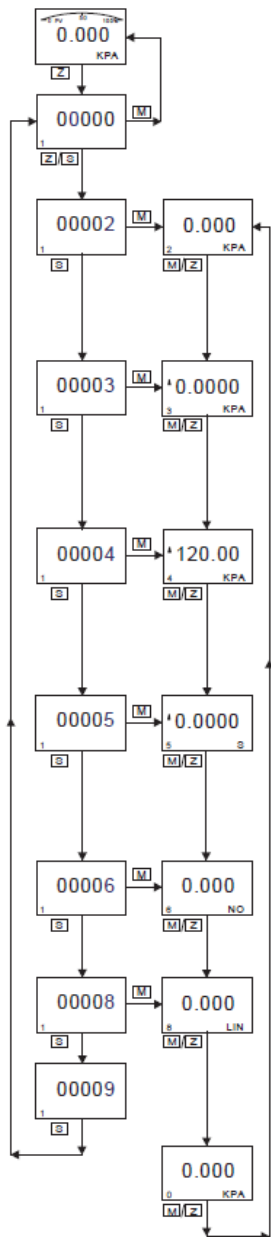 0 PV 50 100%
0.000
KPA
Z
00000 M
1
Z/S
00002 M 0.000
1 2 KPA
S M/Z
00003 M 0.0000
1 3 KPA
S M/Z
00004 M 120.00
1 4 KPA
S M/Z
00005 M 0.0000
1 5 S
S M/Z
00006 M 0.000
1 6 NO
S M/Z
00008 M 0.000
1 8 LIN
S M/Z
00009
1
S
0.000
0 KPA
M/Z